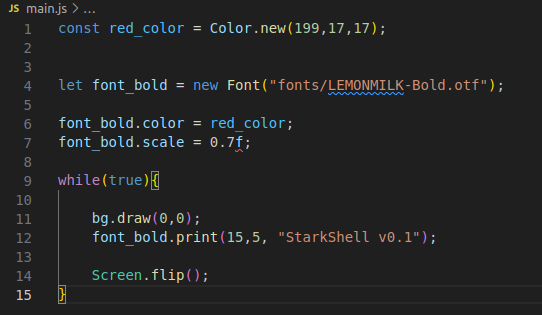 JS main.js > ...
1 const red_color = Color.new(199,17,17);
2
3
4 let font_bold = new Font("fonts/LEMONMILK-Bold.otf");
5
6 font_bold.color = red_color;
7 font_bold.scale = 0.7f;
8
9 while(true){
10
11 bg.draw(0,0);
12 font_bold.print(15,5, "StarkShell v0.1");
13
14 Screen.flip();
15 }